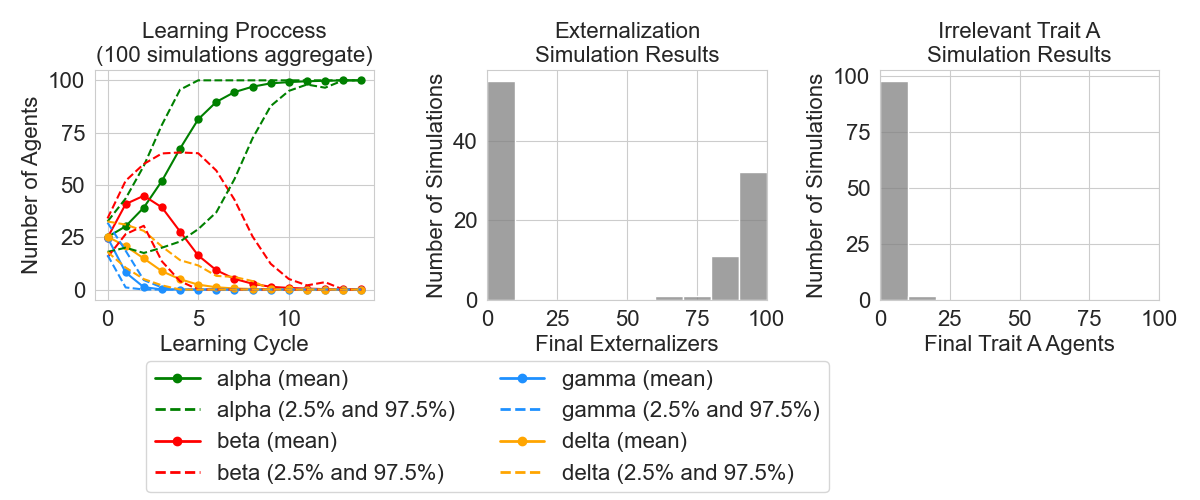 Learning Proccess
(100 simulations aggregate)
Number of Agents
100
75
50
25
0
0
5
10
Learning Cycle
Externalization
Simulation Results
Number of Simulations
40
20
0
0
25
50
75
100
Final Externalizers
Irrelevant Trait A
Simulation Results
Number of Simulations
100
75
50
25
0
0
25
50
75
100
Final Trait A Agents
alpha (mean)
alpha (2.5% and 97.5%)
beta (mean)
beta (2.5% and 97.5%)
gamma (mean)
gamma (2.5% and 97.5%)
delta (mean)
delta (2.5% and 97.5%)